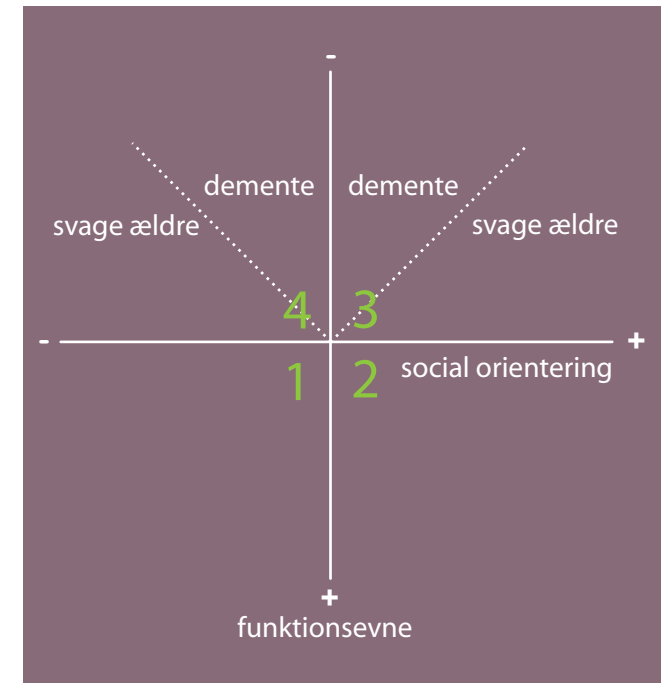 -
demente demente
svage ældre svage ældre
4 3
- +
1 2 social orientering
+
funktionsevne